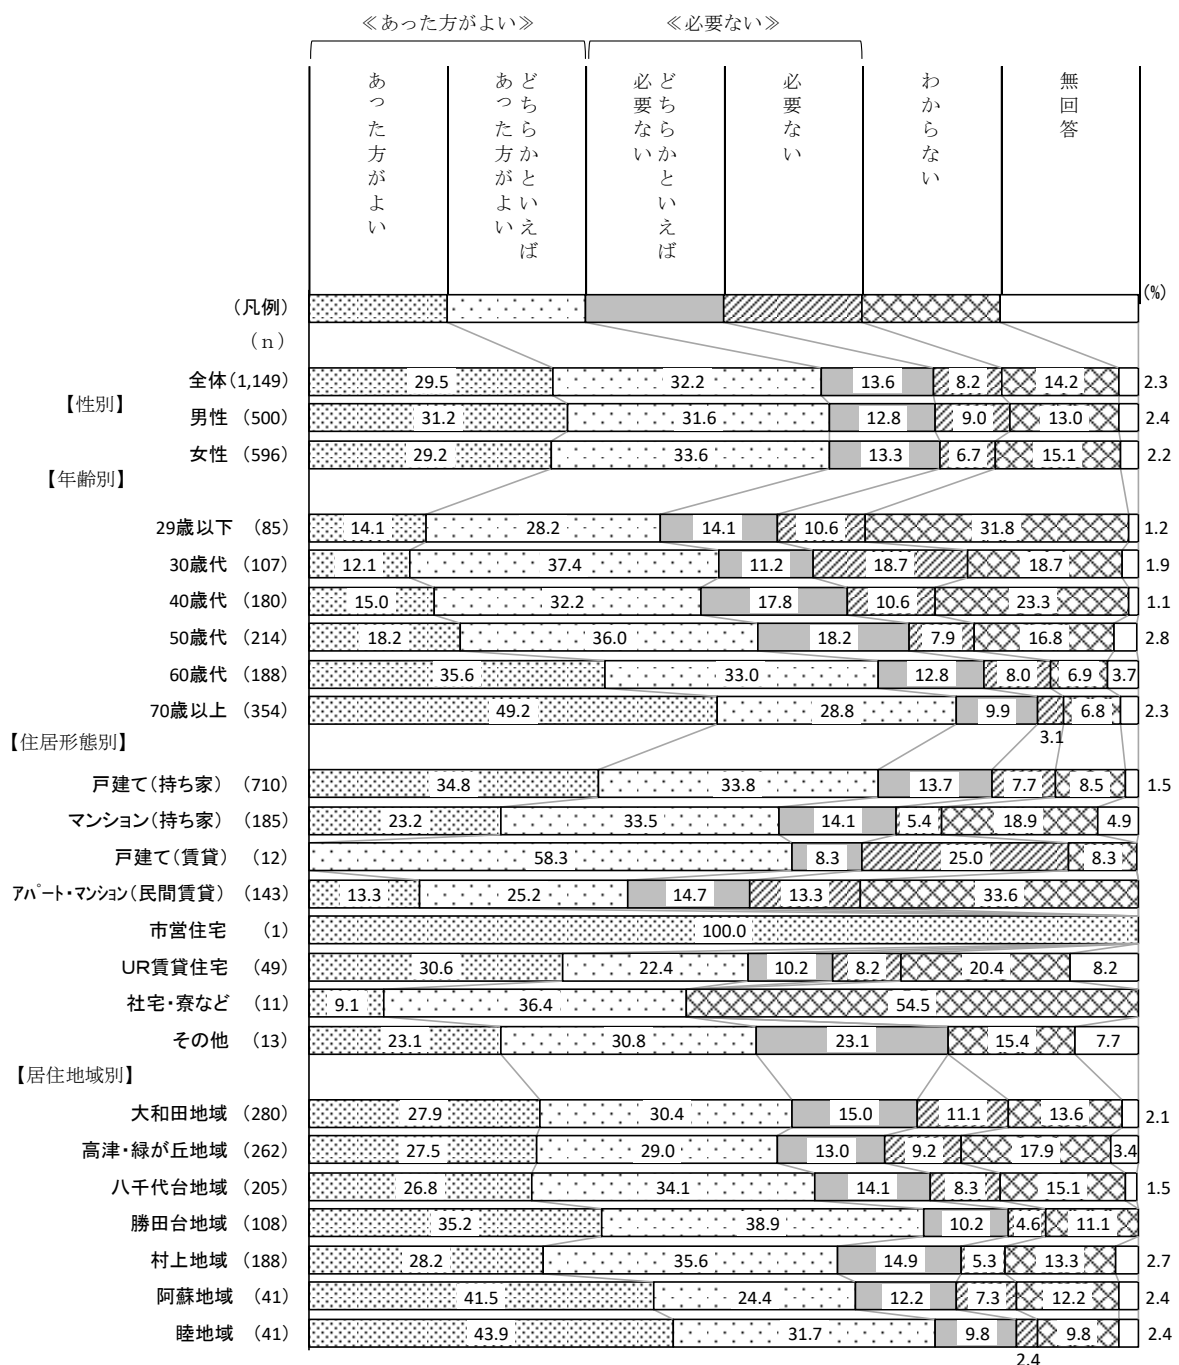 ≪あった方がよい≫ ≪必要ない≫
あった方がよい
どちらかといえば
あった方がよい
どちらかといえば
必要ない
必要ない
わからない
無回答
(%)
(凡例)
(n)
全体(1,149) 29.5 32.2 13.6 8.2 14.2 2.3
【性別】
男性 (500) 31.2 31.6 12.8 9.0 13.0 2.4
女性 (596) 29.2 33.6 13.3 6.7 15.1 2.2
【年齢別】
29歳以下 (85) 14.1 28.2 14.1 10.6 31.8 1.2
30歳代 (107) 12.1 37.4 11.2 18.7 18.7 1.9
40歳代 (180) 15.0 32.2 17.8 10.6 23.3 1.1
50歳代 (214) 18.2 36.0 18.2 7.9 16.8 2.8
60歳代 (188) 35.6 33.0 12.8 8.0 6.9 3.7
70歳以上 (354) 49.2 28.8 9.9 6.8 2.3
3.1
【住居形態別】
戸建て(持ち家) (710) 34.8 33.8 13.7 7.7 8.5 1.5
マンション(持ち家) (185) 23.2 33.5 14.1 5.4 18.9 4.9
戸建て(賃貸) (12) 58.3 8.3 25.0 8.3
アパート・マンション(民間賃貸) (143) 13.3 25.2 14.7 13.3 33.6
市営住宅 (1) 100.0
UR賃貸住宅 (49) 30.6 22.4 10.2 8.2 20.4 8.2
社宅・寮など (11) 9.1 36.4 54.5
その他 (13) 23.1 30.8 23.1 15.4 7.7
【居住地域別】
大和田地域 (280) 27.9 30.4 15.0 11.1 13.6 2.1
高津・緑が丘地域 (262) 27.5 29.0 13.0 9.2 17.9 3.4
八千代台地域 (205) 26.8 34.1 14.1 8.3 15.1 1.5
勝田台地域 (108) 35.2 38.9 10.2 4.6 11.1
村上地域 (188) 28.2 35.6 14.9 5.3 13.3 2.7
阿蘇地域 (41) 41.5 24.4 12.2 7.3 12.2 2.4
睦地域 (41) 43.9 31.7 9.8 9.8 2.4
2.4